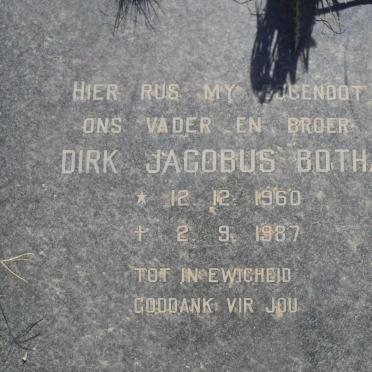 HIER RUS MY EGGENOOT
ONS VADER EN BROER
DIRK JACOBUS BOTHA
* 12 12 1960
† 2 9 1987
TOT IN EWIGHEID
GODDANK VIR JOU